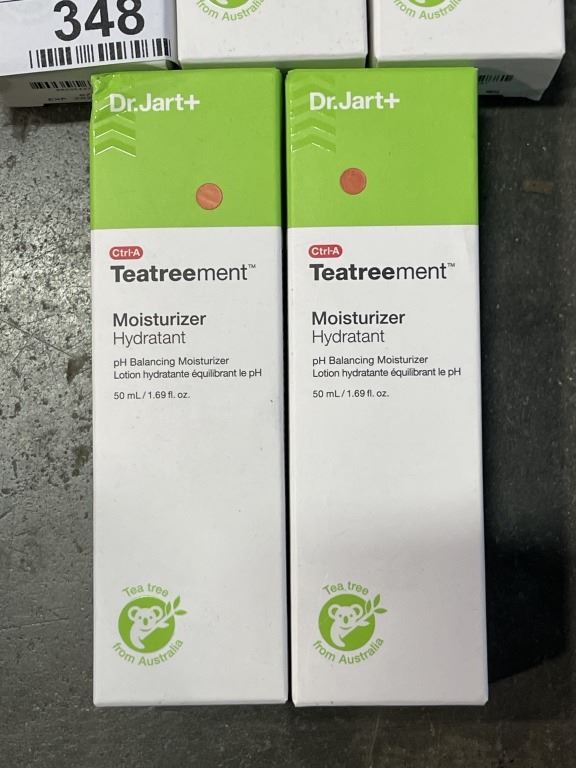 348
from Australia
from Australia
Dr.Jart+
Ctrl-A
Teatreement™
Moisturizer
Hydratant
pH Balancing Moisturizer
Lotion hydratante équilibrant le pH
50 mL / 1.69 fl. oz.
Tea tree
from Australia
Dr.Jart+
Ctrl-A
Teatreement™
Moisturizer
Hydratant
pH Balancing Moisturizer
Lotion hydratante équilibrant le pH
50 mL / 1.69 fl. oz.
Tea tree
from Australia